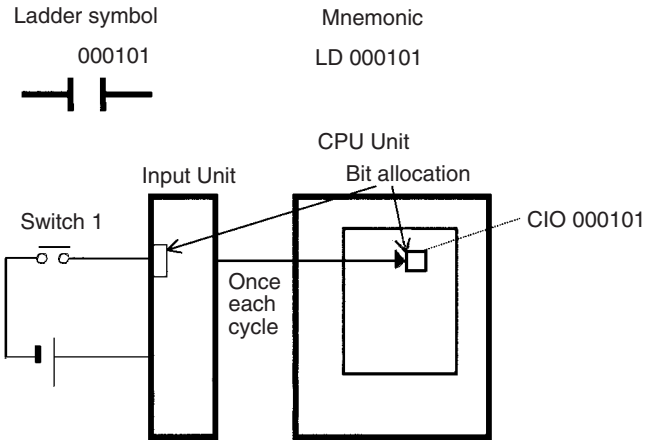 Ladder symbol
Mnemonic
000101
LD 000101
CPU Unit
Input Unit
Bit allocation
Switch 1
CIO 000101
Once
each
cycle